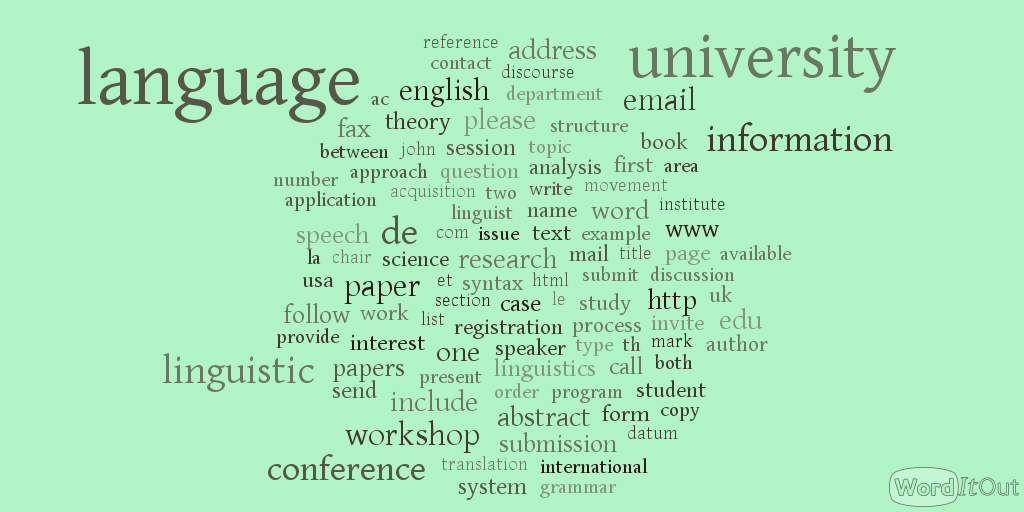 reference address university
language contact discourse
ac english department email
fax theory please structure book information
between john session topic
number approach question analysis first area
application acquisition two write movement
linguist name word institute
speech de com issue text example www
la chair science research mail title page available
usa paper et syntax html submit discussion
section case le study http uk
follow work list registration process invite edu
provide interest one speaker type th mark author
linguistic papers present linguistics call both
send include order program student
abstract form copy
workshop submission datum
conference translation international
system grammar
WordItOut